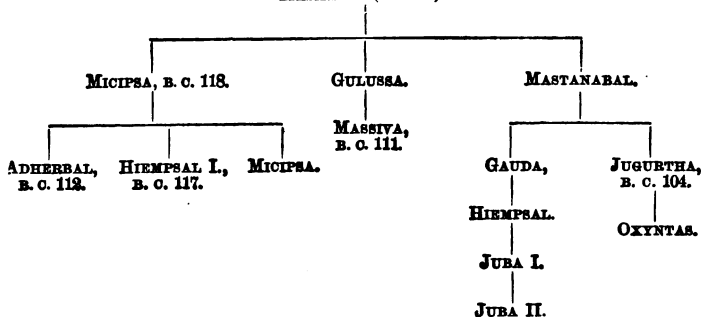 MICIPSA, B. C. 118.
GULUSSA.
MASTANABAL.
MASSIVA,
B. C. 111.
ADHERBAL,
B. C. 112.
HIEMPSAL I.,
B. C. 117.
MICIPSA.
GAUDA,
JUGURTHA,
B. C. 104.
HIEMPSAL.
OXYNTAS.
JUBA I.
JUBA II.